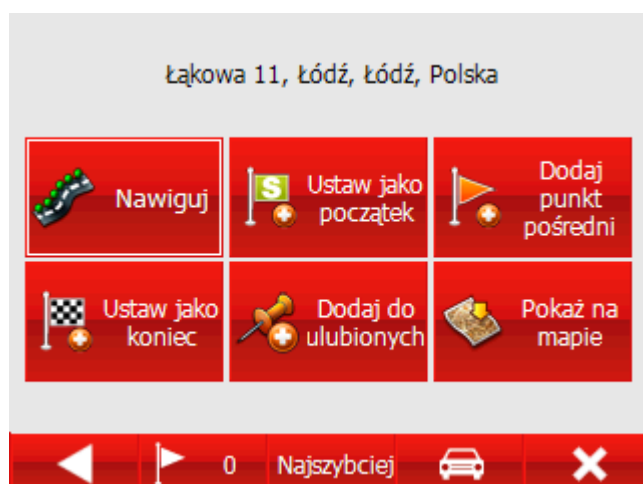 Łąkowa 11, Łódź, Łódź, Polska
Nawiguj
S
Ustaw jako
początek
Dodaj
punkt
pośredni
Ustaw jako
koniec
Dodaj do
ulubionych
Pokaż na
mapie
0
Najszybciej